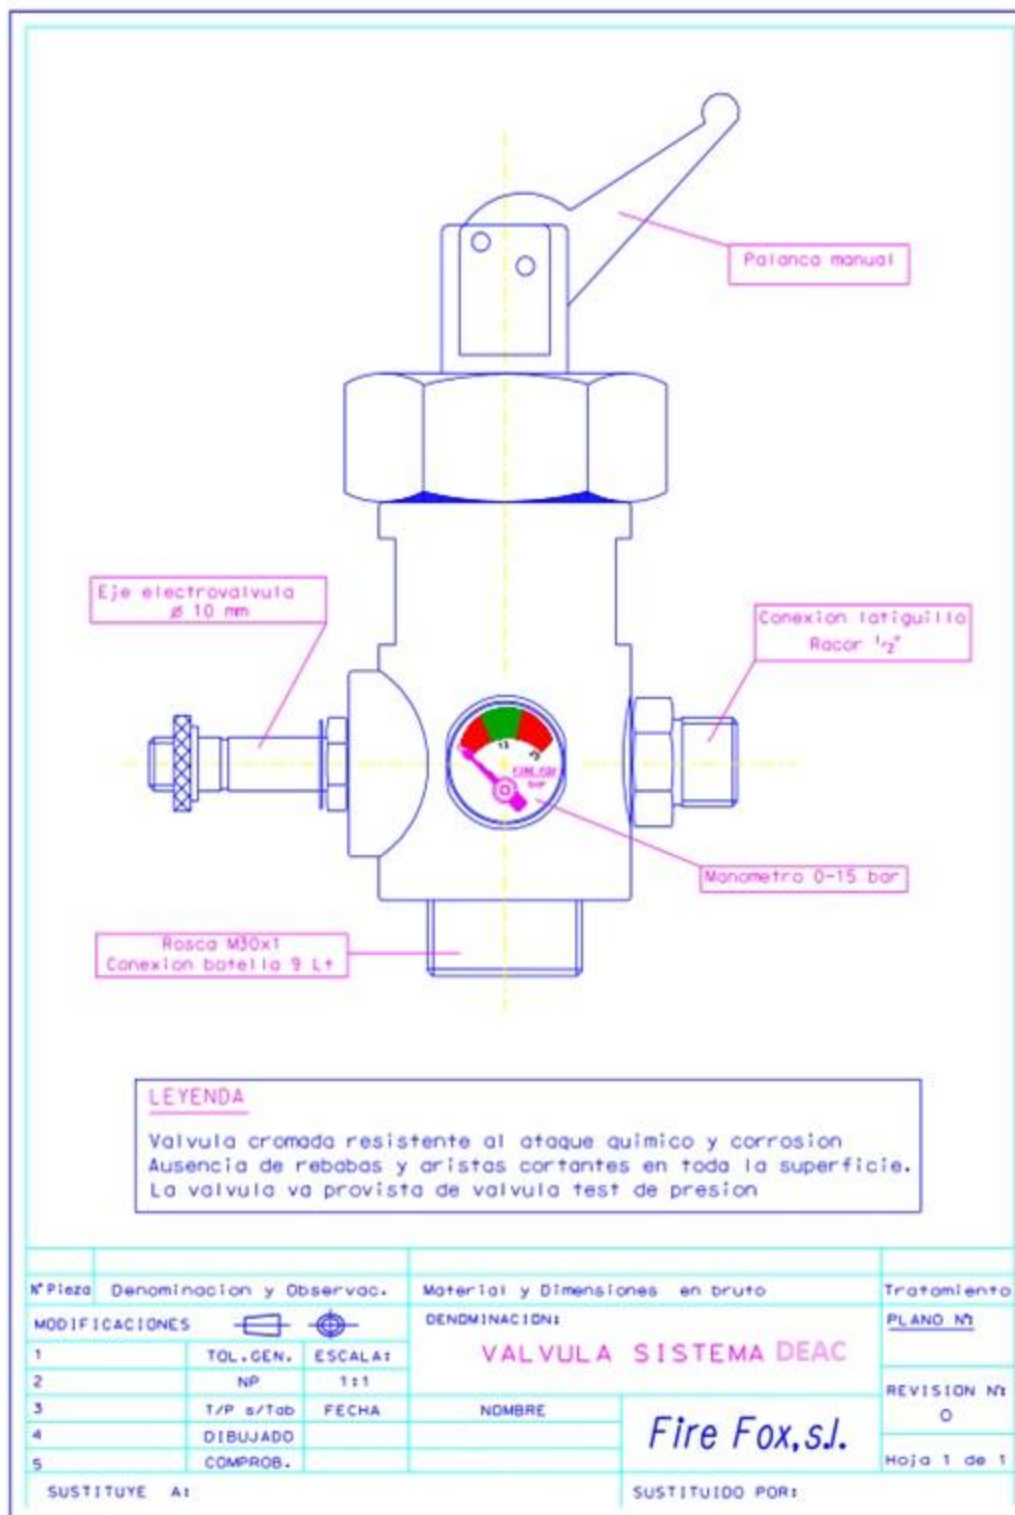 Palanca manual
Eje electrovalvula
ø 10 mm
Conexion latiguillo
Racor 1/2"
13
FIRE FOX
bar
Manometro 0-15 bar
Rosca M30x1
Conexion botella 9 Lt
LEYENDA
Valvula cromada resistente al ataque quimico y corrosion
Ausencia de rebabas y aristas cortantes en toda la superficie.
La valvula va provista de valvula test de presion
Nº Pieza Denominacion y Observac. Material y Dimensiones en bruto Tratamiento
MODIFICACIONES
DENOMINACION:
VALVULA SISTEMA DEAC
PLANO Nº
1 TOL.GEN. ESCALA:
2 NP 1:1
REVISION Nº:
0
3 T/P s/Tab FECHA NOMBRE
4 DIBUJADO
5 COMPROB.
Fire Fox,s.l.
Hoja 1 de 1
SUSTITUYE A: SUSTITUIDO POR: